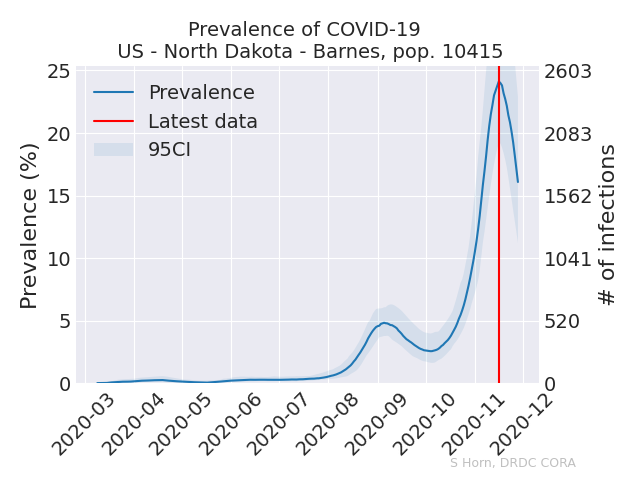 Prevalence of COVID-19
US - North Dakota - Barnes, pop. 10415
25
20
15
10
5
0
Prevalence (%)
2603
2083
1562
1041
520
0
# of infections
Prevalence
Latest data
95CI
2020-03
2020-04
2020-05
2020-06
2020-07
2020-08
2020-09
2020-10
2020-11
2020-12
S Horn, DRDC CORA